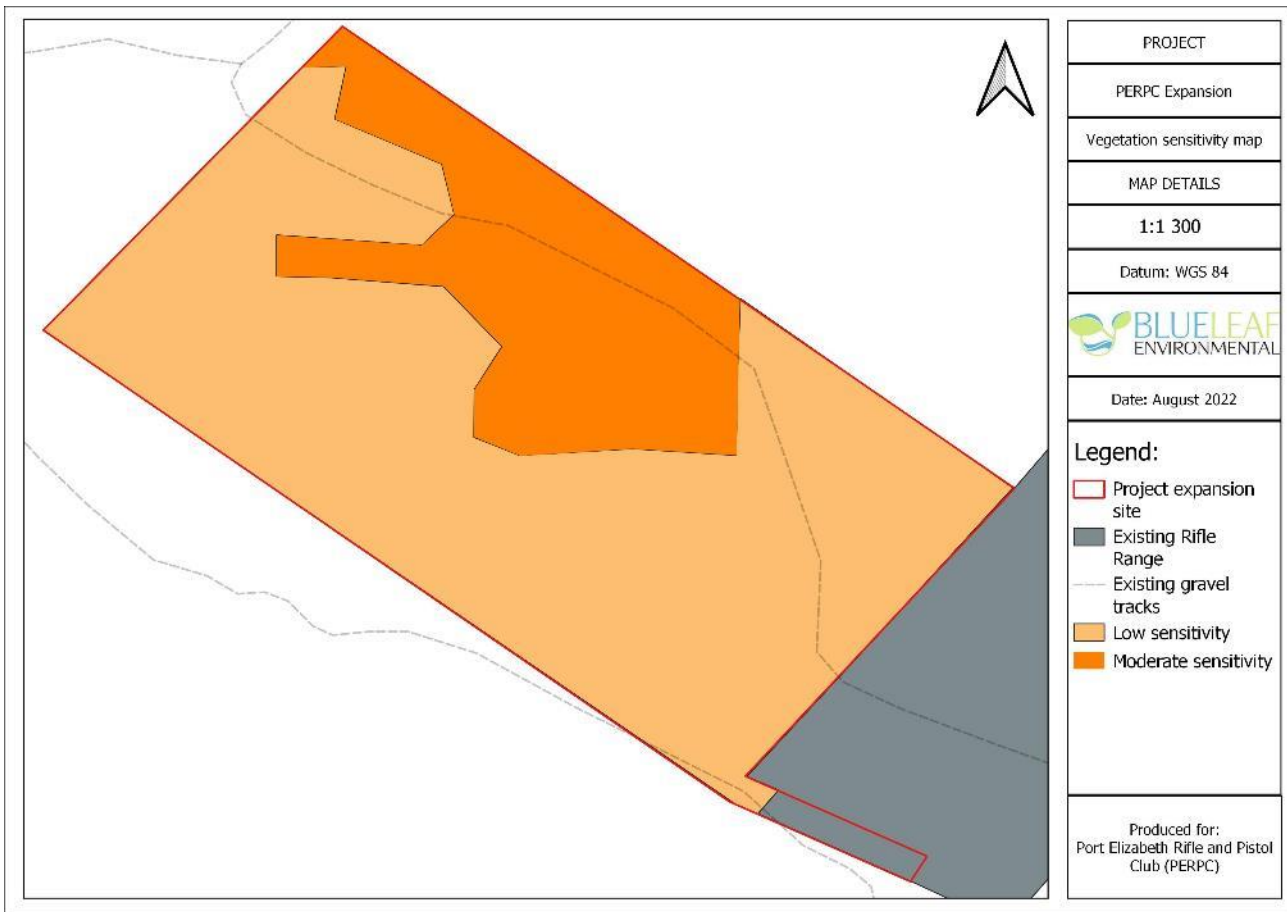 PROJECT
PERPC Expansion
Vegetation sensitivity map
MAP DETAILS
1:1 300
Datum: WGS 84
BLUELEAF
ENVIRONMENTAL
Date: August 2022
Legend:
Project expansion
site
Existing Rifle
Range
Existing gravel
tracks
Low sensitivity
Moderate sensitivity
Produced for:
Port Elizabeth Rifle and Pistol
Club (PERPC)